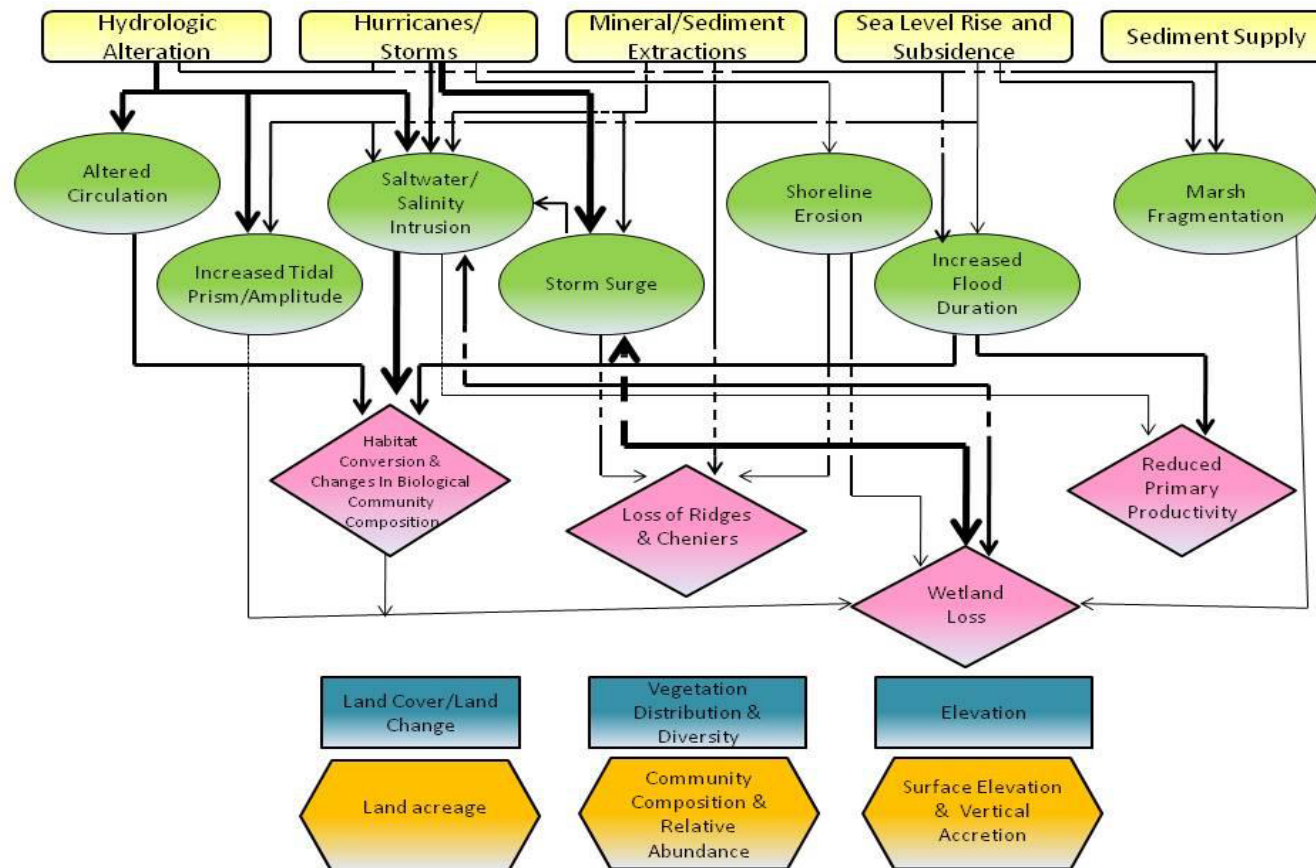 Hydrologic
Alteration
Hurricanes/
Storms
Mineral/Sediment
Extractions
Sea Level Rise and
Subsidence
Sediment Supply
Altered
Circulation
Saltwater/
Salinity
Intrusion
Shoreline
Erosion
Marsh
Fragmentation
Increased Tidal
Prism/Amplitude
Storm Surge
Increased
Flood
Duration
Habitat
Conversion &
Changes In Biological
Community
Composition
Loss of Ridges
& Cheniers
Reduced
Primary
Productivity
Wetland
Loss
Land Cover/Land
Change
Vegetation
Distribution &
Diversity
Elevation
Land acreage
Community
Composition &
Relative
Abundance
Surface Elevation
& Vertical
Accretion